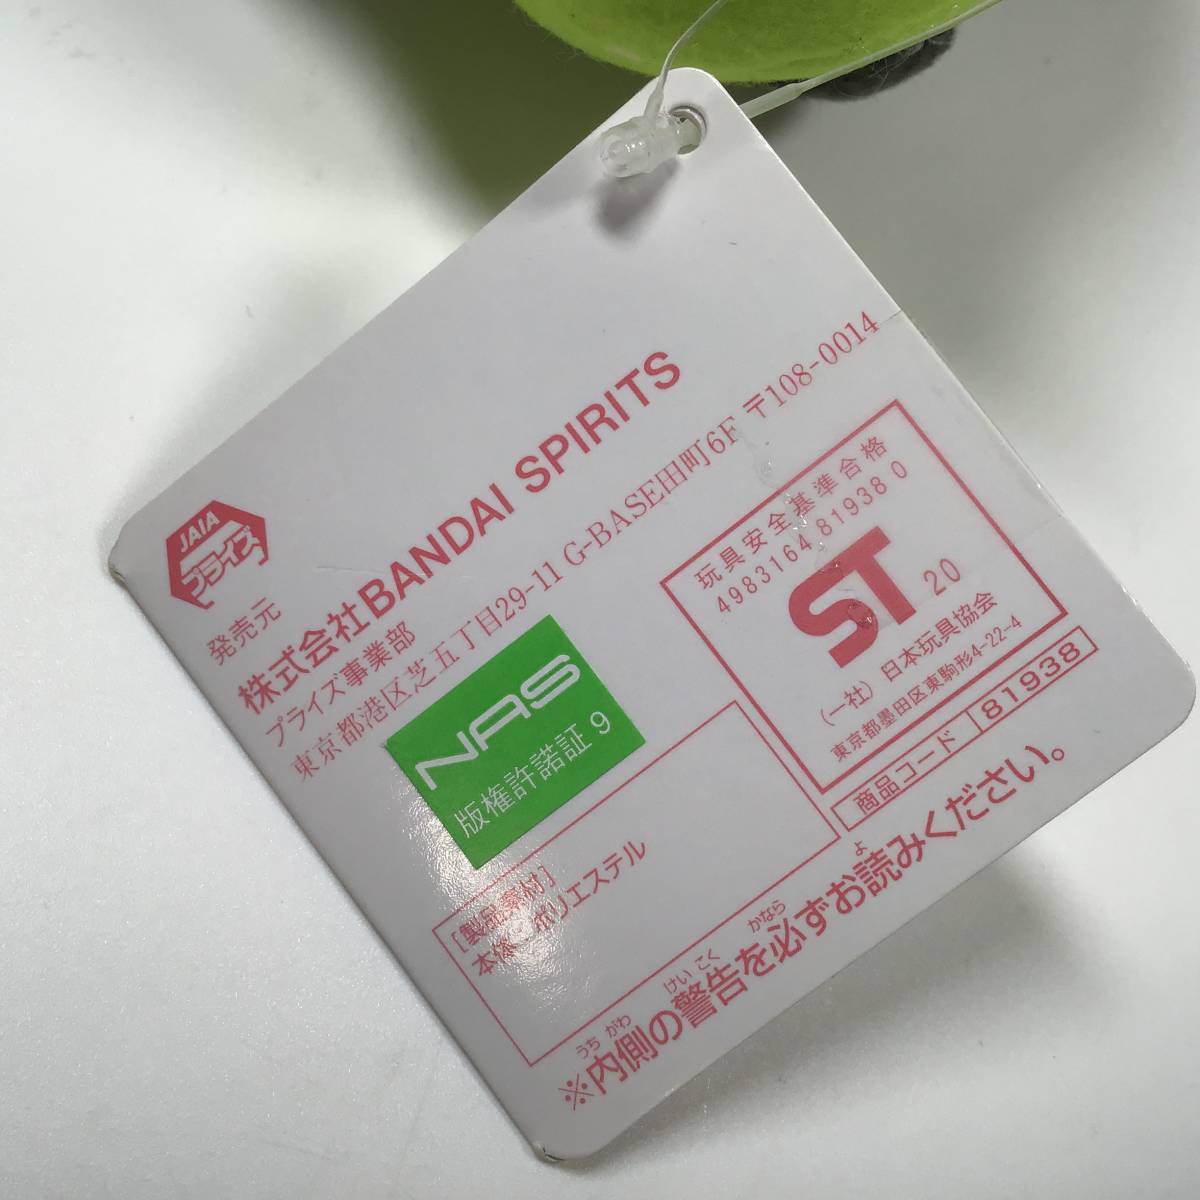 JAIA
プライズ
発売元
株式会社BANDAI SPIRITS
プライズ事業部
東京都港区芝五丁目29-11 G-BASE田町6F 〒108-0014
NAS
版権許諾証 9
玩具安全基準合格
4983164 819380
ST 20
(一社) 日本玩具協会
東京都墨田区東駒形4-22-4
商品コード 81938
[製品素材]
本体・ポリエステル
※内側の警告を必ずお読みください。
うち がわ けい こく かなら よ